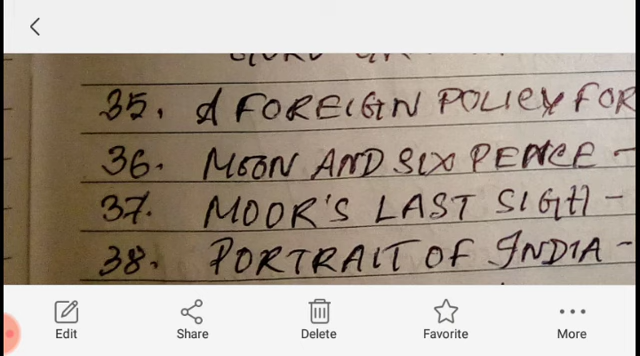 35. A FOREIGN POLICY FOR
36. MOON AND SIX PENCE -
37. MOOR'S LAST SIGH -
38. PORTRAIT OF INDIA -
Edit Share Delete Favorite More